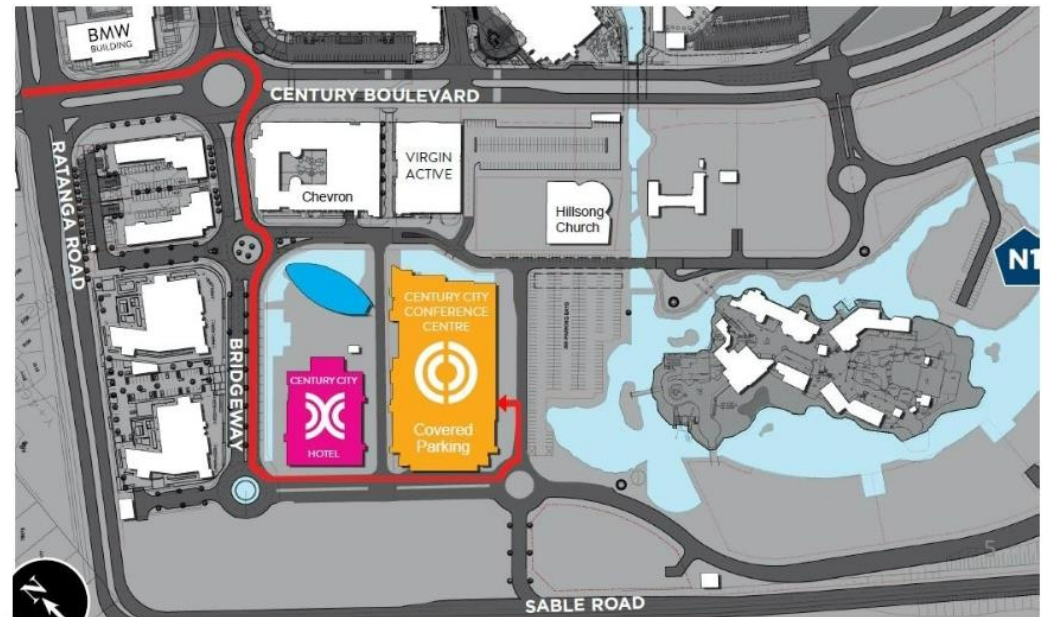 BMW
BUILDING
CENTURY BOULEVARD
RATANGA ROAD
VIRGIN
ACTIVE
Chevron
Hillsong
Church
N1
CENTURY CITY
CONFERENCE
CENTRE
BRIDGEWAY
CENTURY CITY
HOTEL
Covered
Parking
5
SABLE ROAD
N